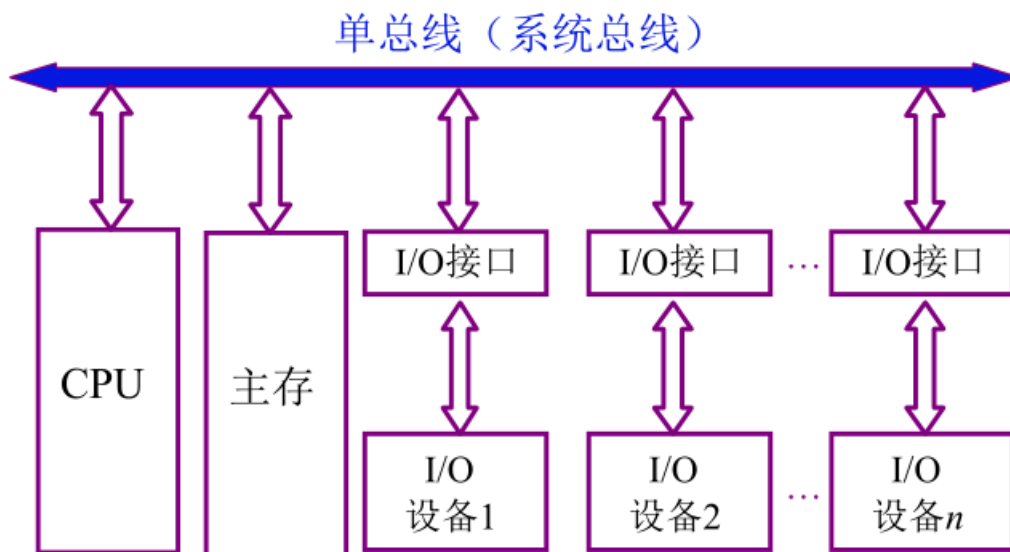 单总线（系统总线）
I/O接口 I/O接口 … I/O接口
CPU 主存
I/O I/O I/O
设备1 设备2 … 设备n